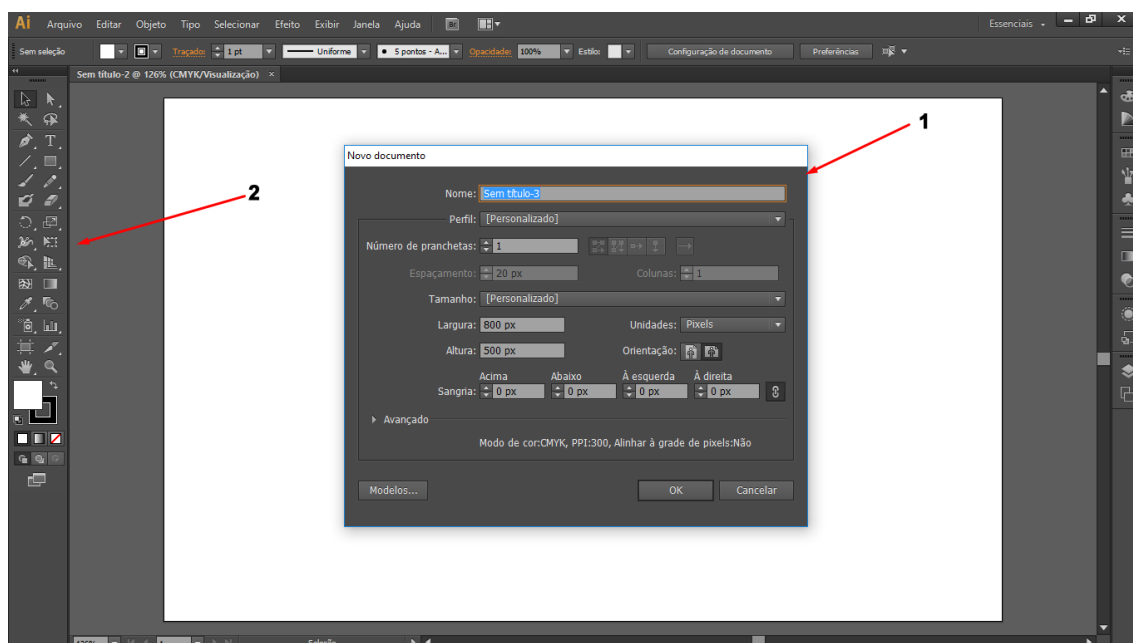 Ai Arquivo Editar Objeto Tipo Selecionar Efeito Exibir Janela Ajuda Br Essenciais
Sem seleção Traçado: 1 pt Uniforme 5 pontos - A... Opacidade: 100% Estilo: Configuração de documento Preferências
Sem título-2 @ 126% (CMYK/Visualização) ×
1
2
Novo documento
Nome: Sem título-3
Perfil: [Personalizado]
Número de pranchetas: 1
Espaçamento: 20 px Colunas: 1
Tamanho: [Personalizado]
Largura: 800 px Unidades: Pixels
Altura: 500 px Orientação:
Acima Abaixo À esquerda À direita
Sangria: 0 px 0 px 0 px 0 px
Avançado
Modo de cor:CMYK, PPI:300, Alinhar à grade de pixels:Não
Modelos... OK Cancelar